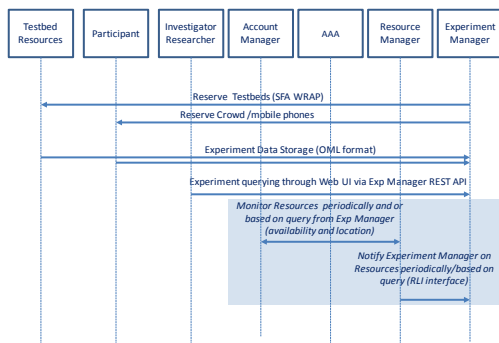 Testbed
Resources
Participant
Investigator
Researcher
Account
Manager
AAA
Resource
Manager
Experiment
Manager
Reserve Testbeds (SFA WRAP)
Reserve Crowd /mobile phones
Experiment Data Storage (OML format)
Experiment querying through Web UI via Exp Manager REST API
Monitor Resources periodically and or
based on query from Exp Manager
(availability and location)
Notify Experiment Manager on
Resources periodically/based on
query (RLI interface)